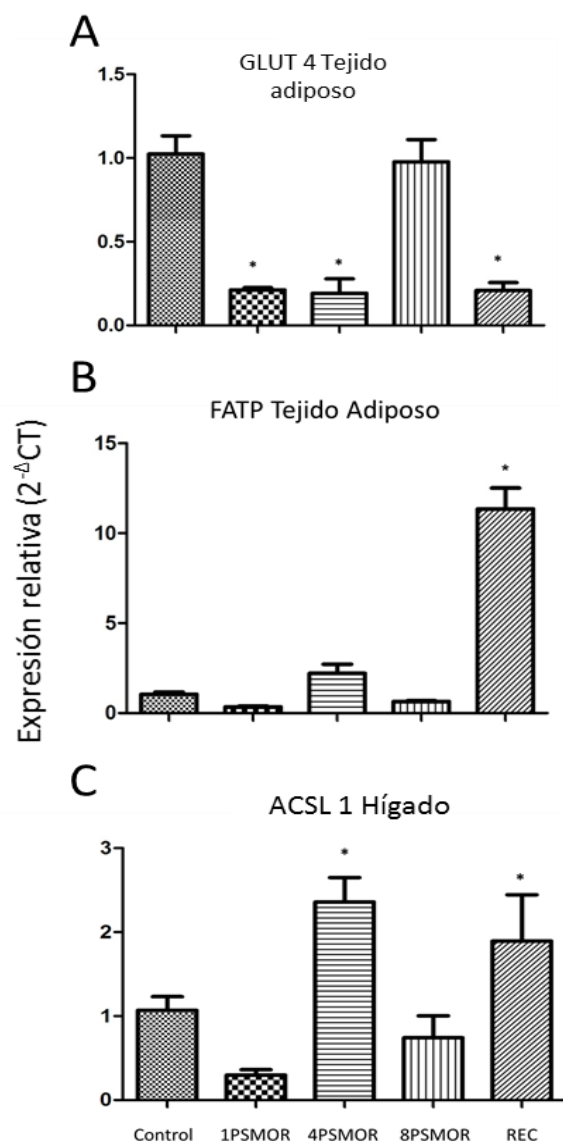 A
GLUT 4 Tejido
adiposo
1.5
1.0
0.5
0.0
*
*
*
B
FATP Tejido Adiposo
15
10
5
0
*
Expresión relativa (2-ΔCT)
C
ACSL 1 Hígado
3
2
1
0
*
*
Control 1PSMOR 4PSMOR 8PSMOR REC